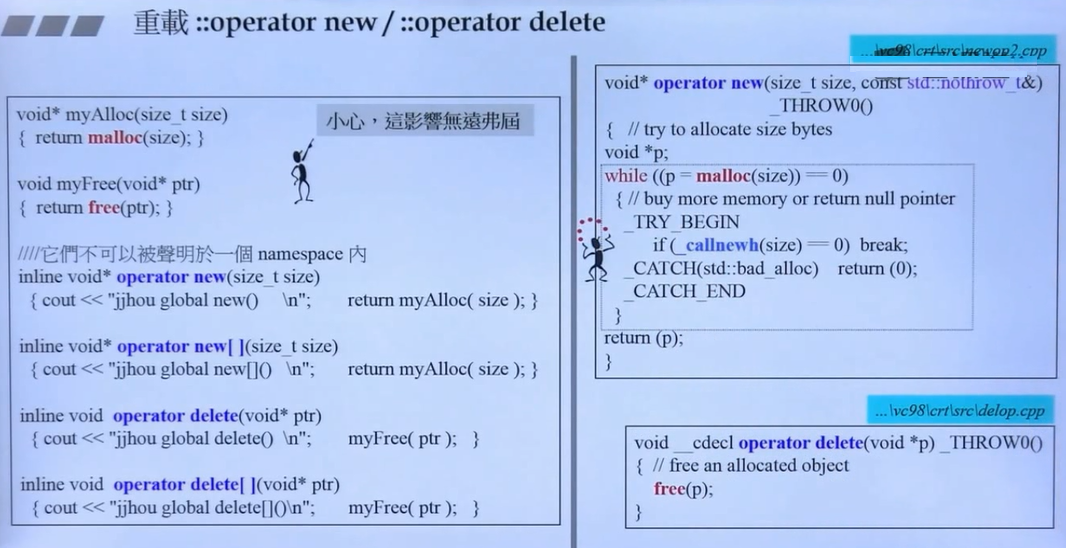 重載 ::operator new / ::operator delete
void* myAlloc(size_t size)
{ return malloc(size); }
小心，這影響無遠弗屆
void myFree(void* ptr)
{ return free(ptr); }
////它們不可以被聲明於一個 namespace 內
inline void* operator new(size_t size)
{ cout << "jjhou global new() \n"; return myAlloc( size ); }
inline void* operator new[ ](size_t size)
{ cout << "jjhou global new[]() \n"; return myAlloc( size ); }
inline void operator delete(void* ptr)
{ cout << "jjhou global delete() \n"; myFree( ptr ); }
inline void operator delete[ ](void* ptr)
{ cout << "jjhou global delete[]()\n"; myFree( ptr ); }
...\vc98\crt\src\newop2.cpp
void* operator new(size_t size, const std::nothrow_t&)
_THROW0()
{ // try to allocate size bytes
void *p;
while ((p = malloc(size)) == 0)
{ // buy more memory or return null pointer
_TRY_BEGIN
if (_callnewh(size) == 0) break;
_CATCH(std::bad_alloc) return (0);
_CATCH_END
}
return (p);
}
...\vc98\crt\src\delop.cpp
void __cdecl operator delete(void *p) _THROW0()
{ // free an allocated object
free(p);
}